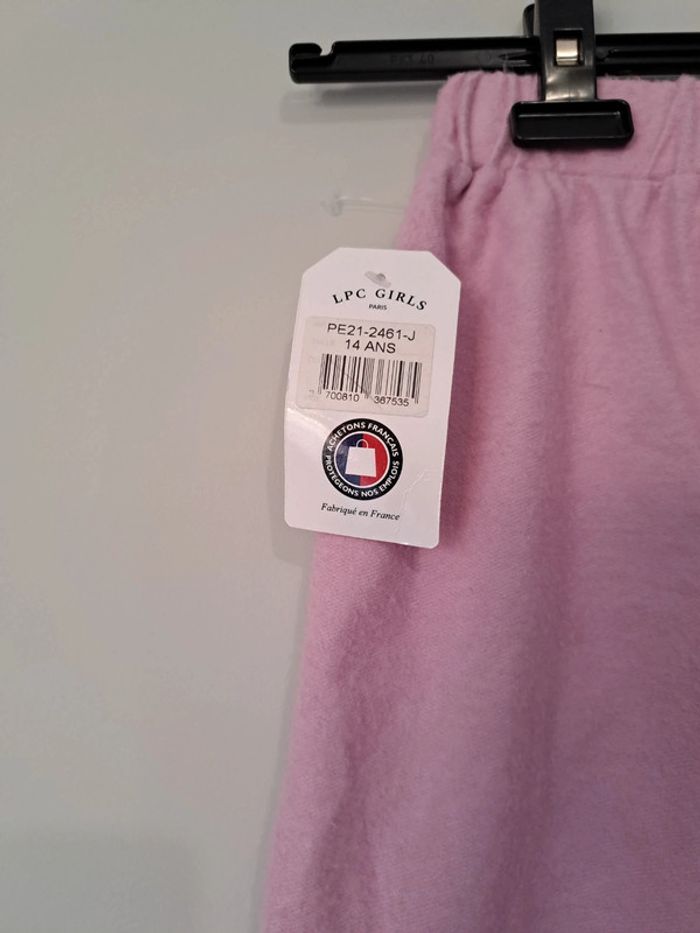 LPC GIRLS
PARIS
PE21-2461-J
14 ANS
700810 367535
ACHETONS FRANÇAIS
PROTÉGEONS NOS EMPLOIS
Fabriqué en France